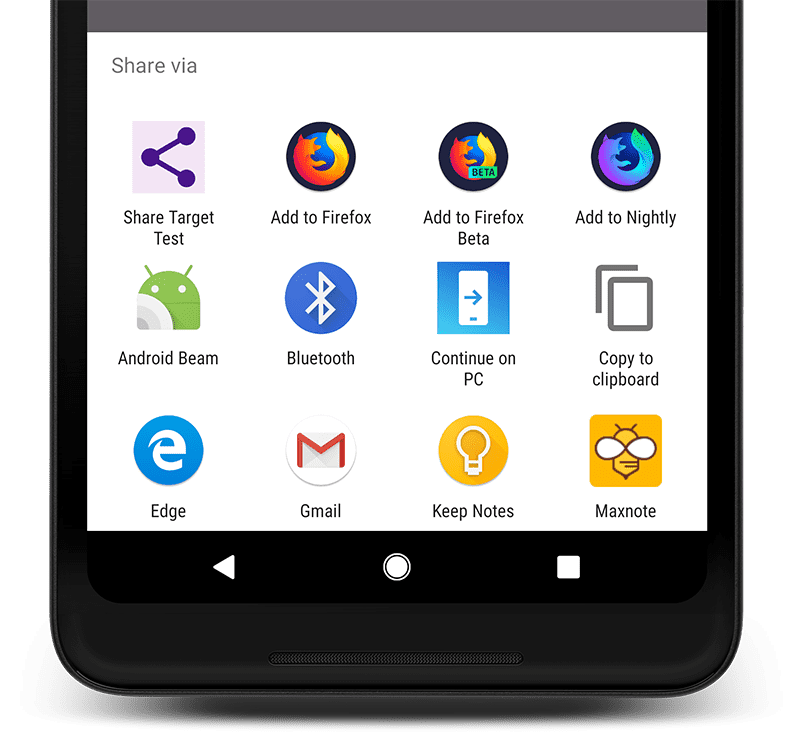 Share via
Share Target
Test
Add to Firefox
BETA
Add to Firefox
Beta
Add to Nightly
Android Beam
Bluetooth
Continue on
PC
Copy to
clipboard
Edge
Gmail
Keep Notes
Maxnote